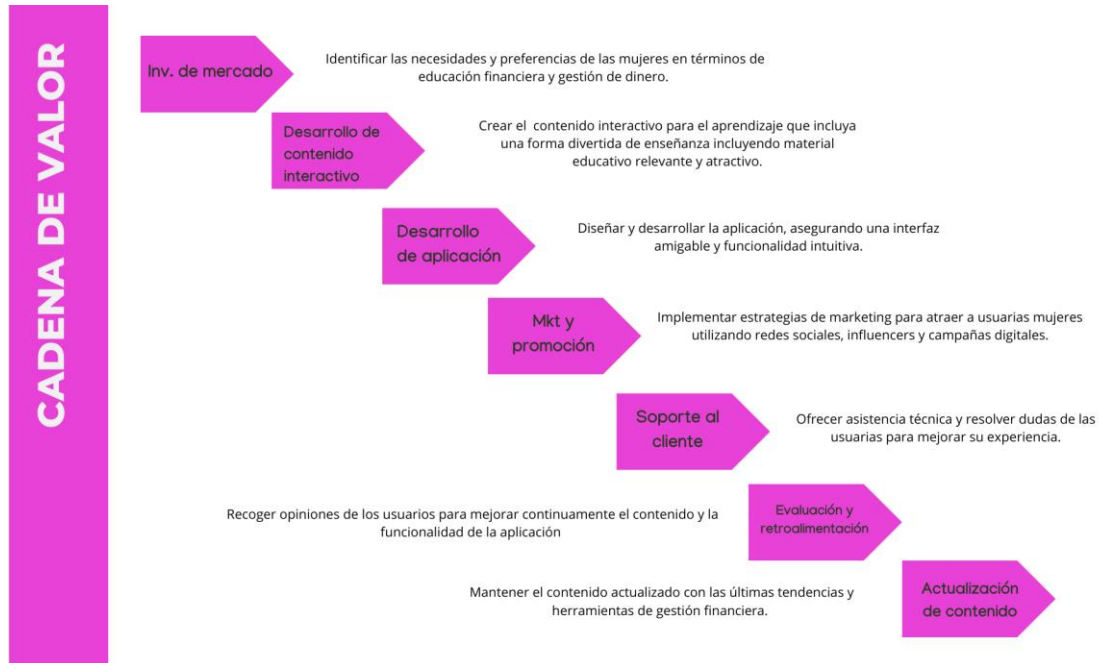 CADENA DE VALOR
Inv. de mercado
Identificar las necesidades y preferencias de las mujeres en términos de
educación financiera y gestión de dinero.
Desarrollo de
contenido
interactivo
Crear el contenido interactivo para el aprendizaje que incluya
una forma divertida de enseñanza incluyendo material
educativo relevante y atractivo.
Desarrollo
de aplicación
Diseñar y desarrollar la aplicación, asegurando una interfaz
amigable y funcionalidad intuitiva.
Mkt y
promoción
Implementar estrategias de marketing para atraer a usuarias mujeres
utilizando redes sociales, influencers y campañas digitales.
Soporte al
cliente
Ofrecer asistencia técnica y resolver dudas de las
usuarias para mejorar su experiencia.
Evaluación y
retroalimentación
Recoger opiniones de los usuarios para mejorar continuamente el contenido y la
funcionalidad de la aplicación
Actualización
de contenido
Mantener el contenido actualizado con las últimas tendencias y
herramientas de gestión financiera.